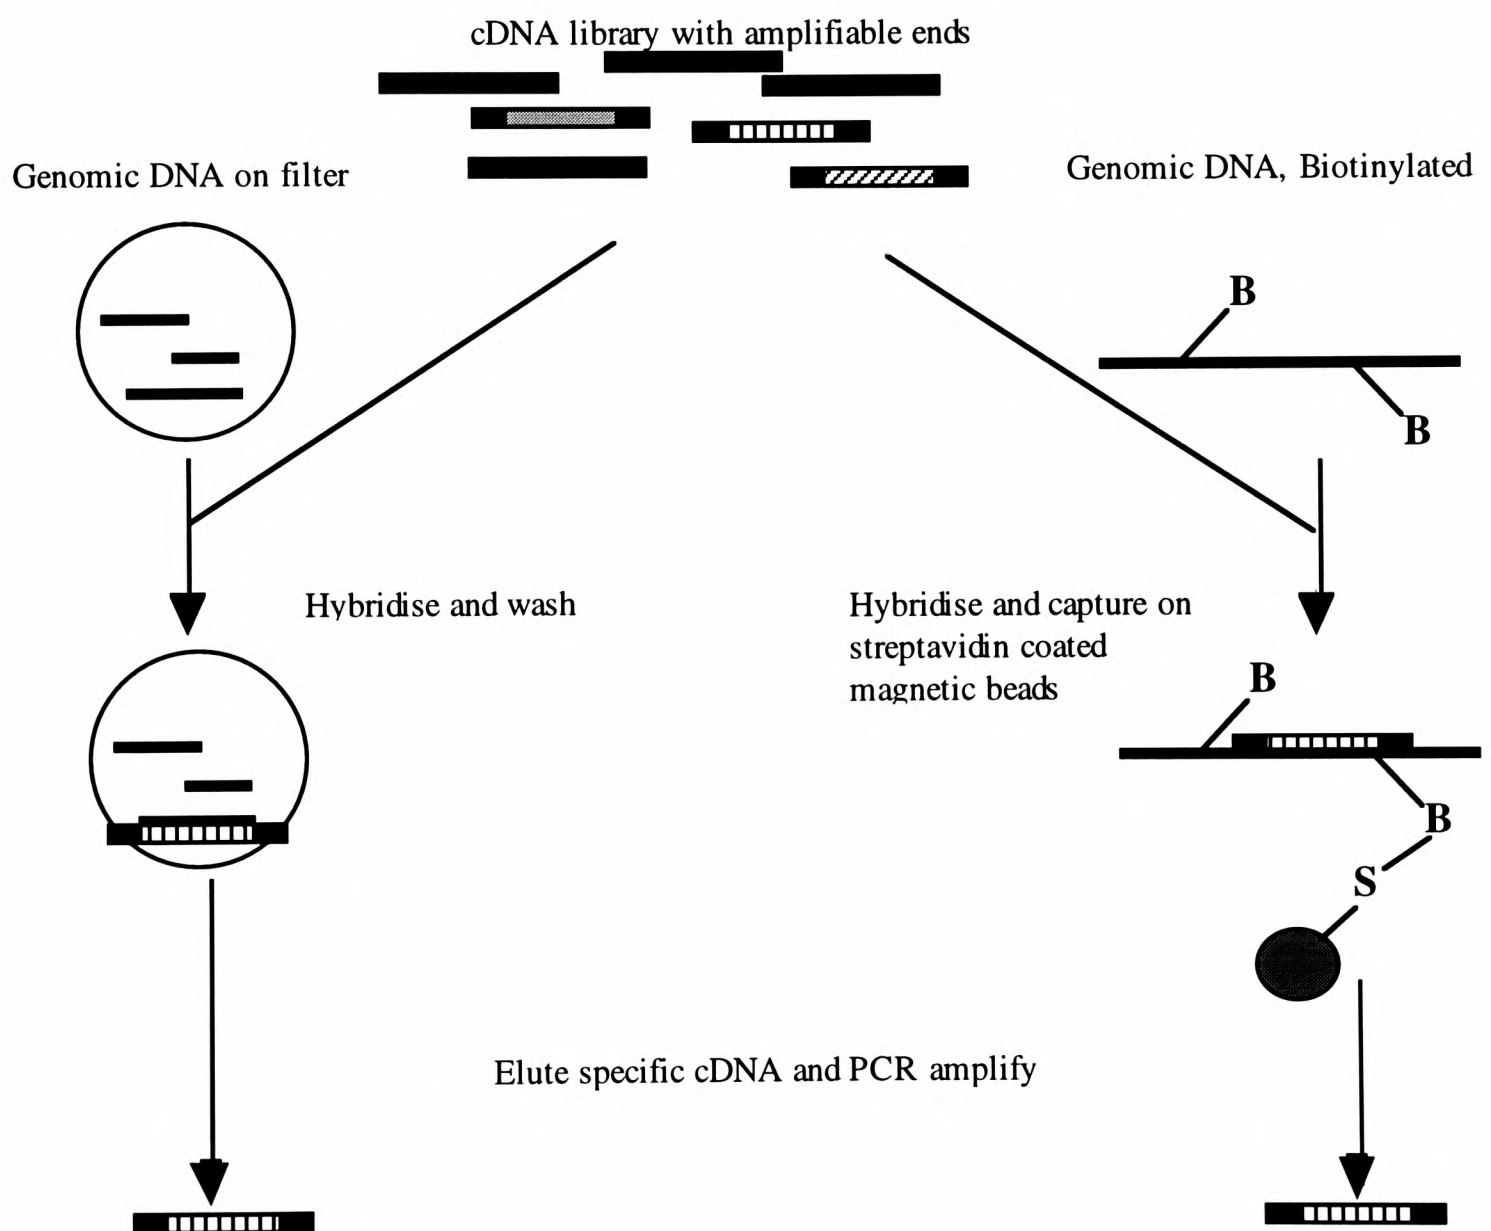 cDNA library with amplifiable ends
Genomic DNA on filter
Genomic DNA, Biotinylated
B
B
Hybridise and wash
Hybridise and capture on
streptavidin coated
magnetic beads
B
B
S
Elute specific cDNA and PCR amplify